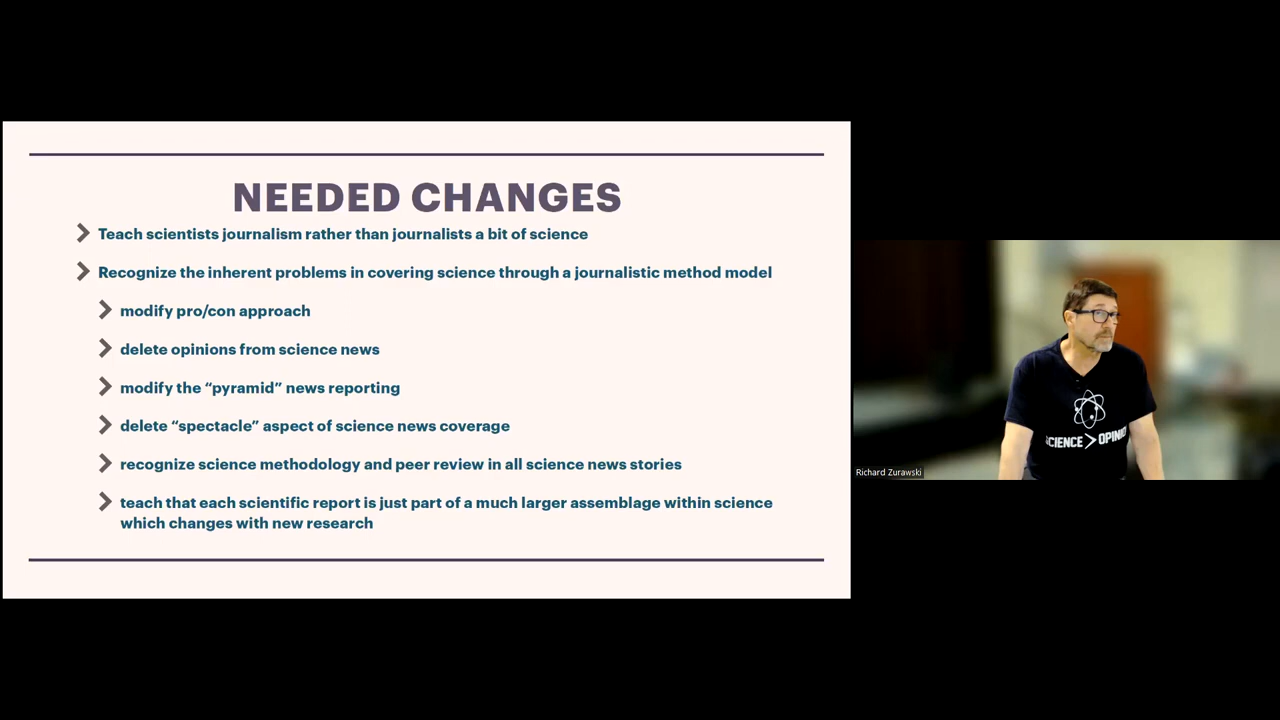 NEEDED CHANGES
Teach scientists journalism rather than journalists a bit of science
Recognize the inherent problems in covering science through a journalistic method model
modify pro/con approach
delete opinions from science news
modify the “pyramid” news reporting
delete “spectacle” aspect of science news coverage
recognize science methodology and peer review in all science news stories
teach that each scientific report is just part of a much larger assemblage within science
which changes with new research
SCIENCE > OPINION
Richard Zurawski